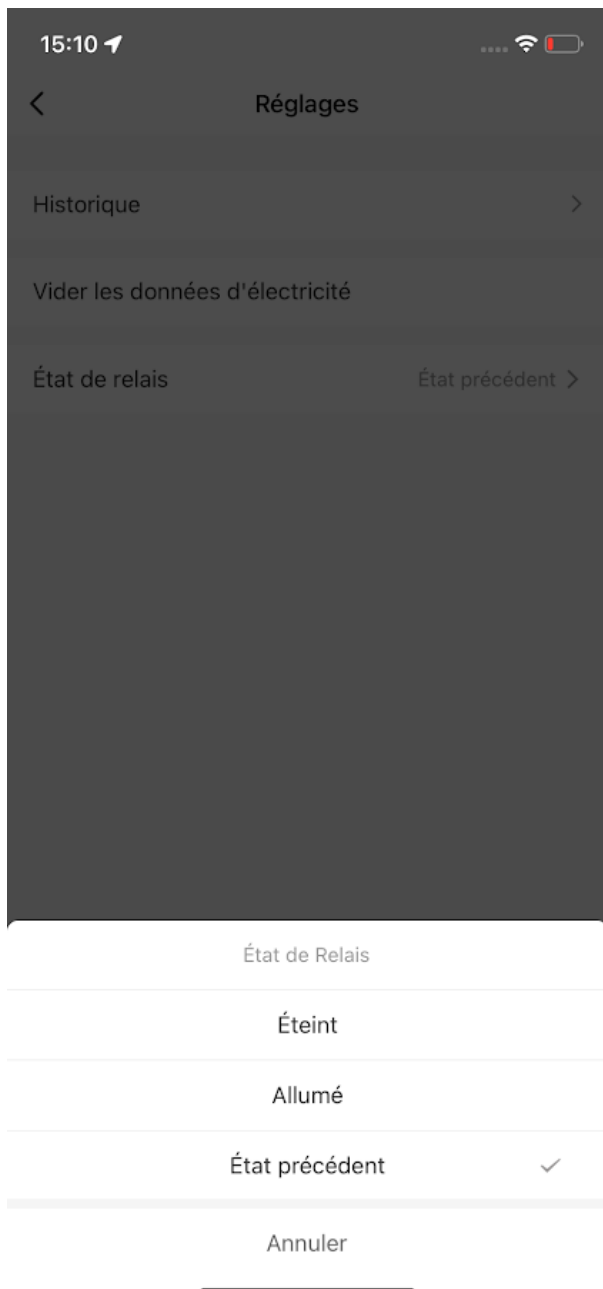 15:10
Réglages
Historique
Vider les données d'électricité
État de relais État précédent
État de Relais
Éteint
Allumé
État précédent
Annuler